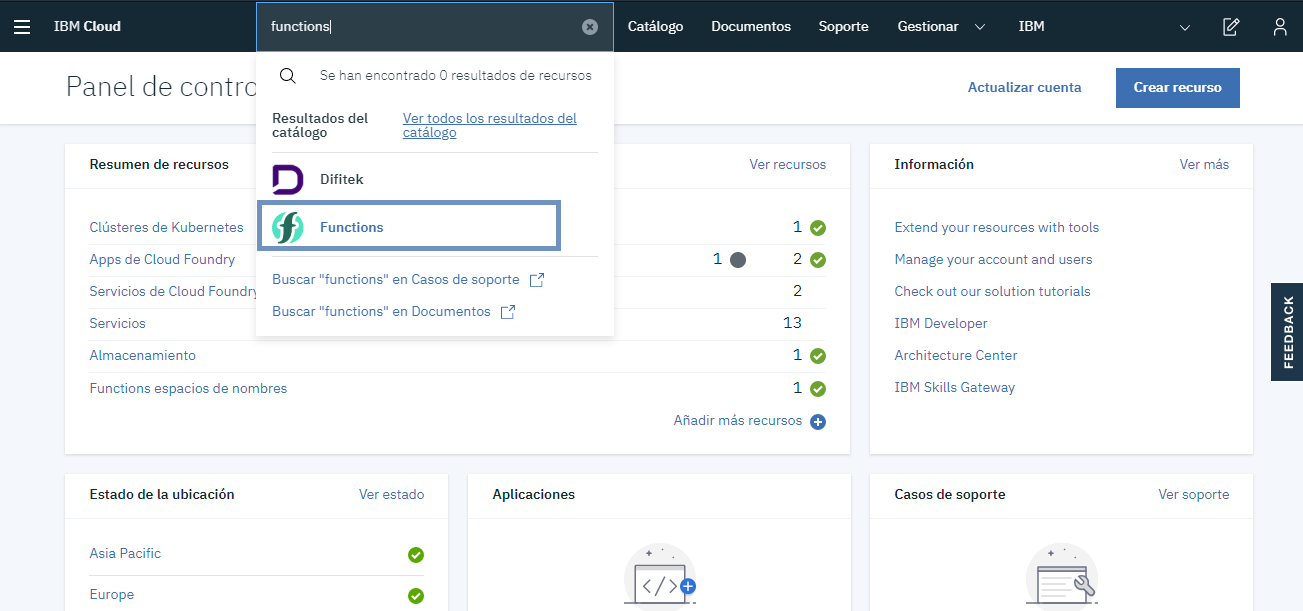 IBM Cloud
functions
Catálogo
Documentos
Soporte
Gestionar
IBM
Se han encontrado 0 resultados de recursos
Panel de contro
Actualizar cuenta
Crear recurso
Resultados del
catálogo
Ver todos los resultados del
catálogo
Difitek
Functions
Buscar "functions" en Casos de soporte
Buscar "functions" en Documentos
Resumen de recursos
Ver recursos
Clústeres de Kubernetes
1
Apps de Cloud Foundry
1
2
Servicios de Cloud Foundry
2
Servicios
13
Almacenamiento
1
Functions espacios de nombres
1
Añadir más recursos
Información
Ver más
Extend your resources with tools
Manage your account and users
Check out our solution tutorials
IBM Developer
Architecture Center
IBM Skills Gateway
FEEDBACK
Estado de la ubicación
Ver estado
Asia Pacific
Europe
Aplicaciones
</>
Casos de soporte
Ver soporte